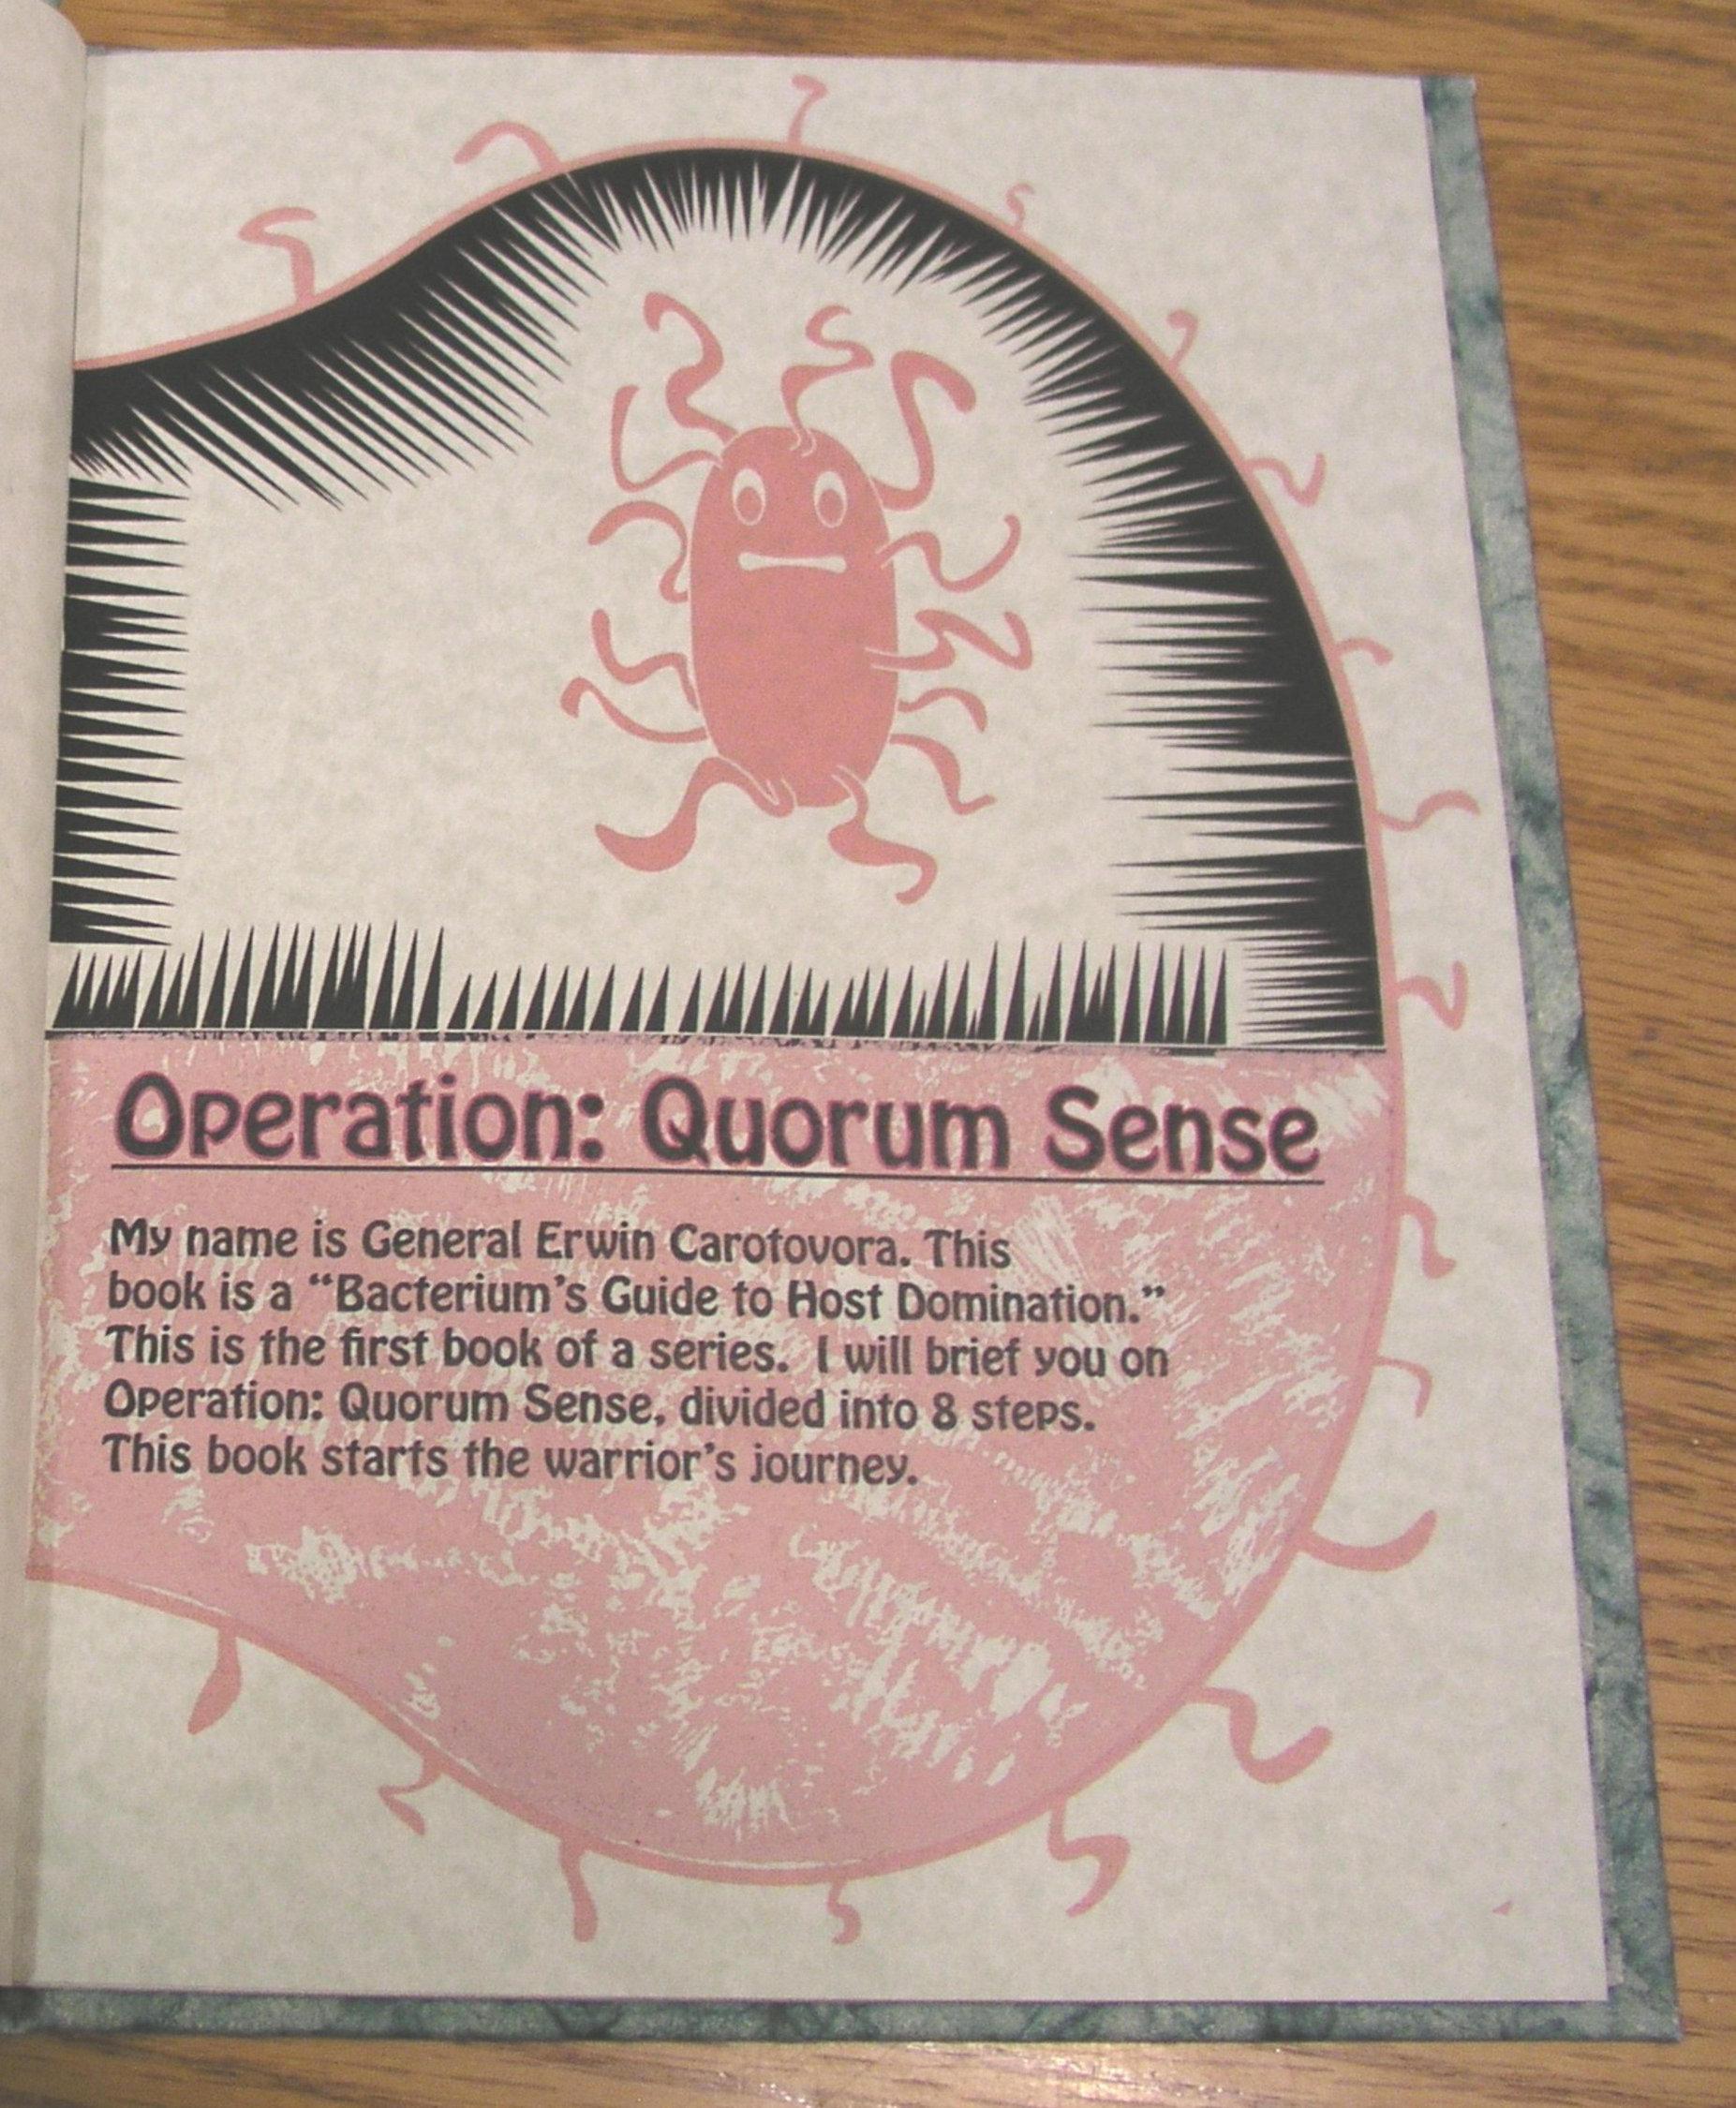 Operation: Quorum Sense
My name is General Erwin Carotovora. This
book is a “Bacterium’s Guide to Host Domination.”
This is the first book of a series. I will brief you on
Operation: Quorum Sense, divided into 8 steps.
This book starts the warrior’s journey.